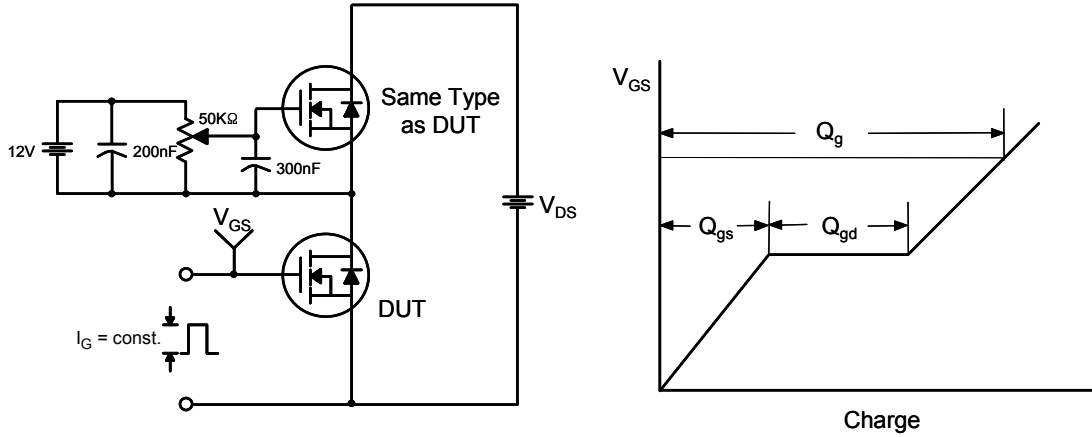 50KΩ
12V
200nF
300nF
Same Type
as DUT
V_GS
V_DS
DUT
I_G = const.
V_GS
Q_g
Q_gs
Q_gd
Charge